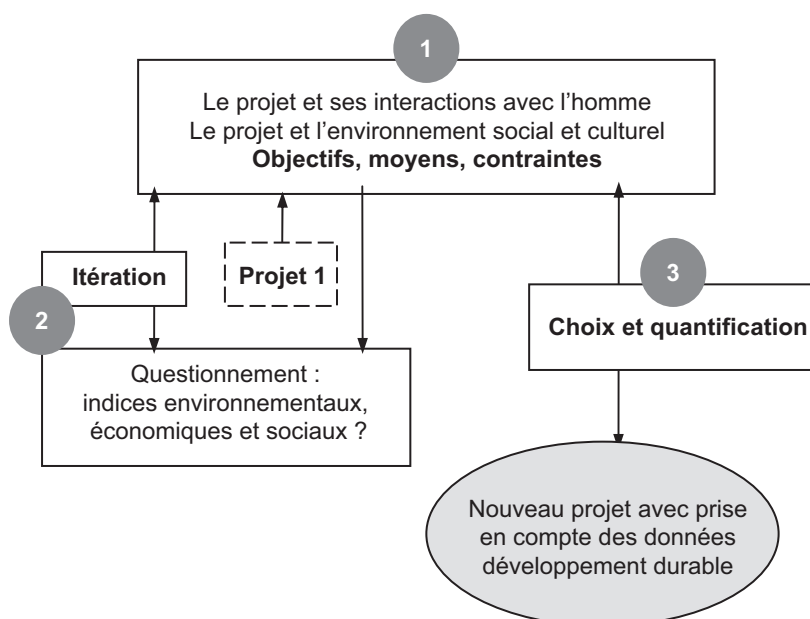 1
Le projet et ses interactions avec l’homme
Le projet et l’environnement social et culturel
Objectifs, moyens, contraintes
Itération
Projet 1
2
3
Choix et quantification
Questionnement :
indices environnementaux,
économiques et sociaux ?
Nouveau projet avec prise
en compte des données
développement durable